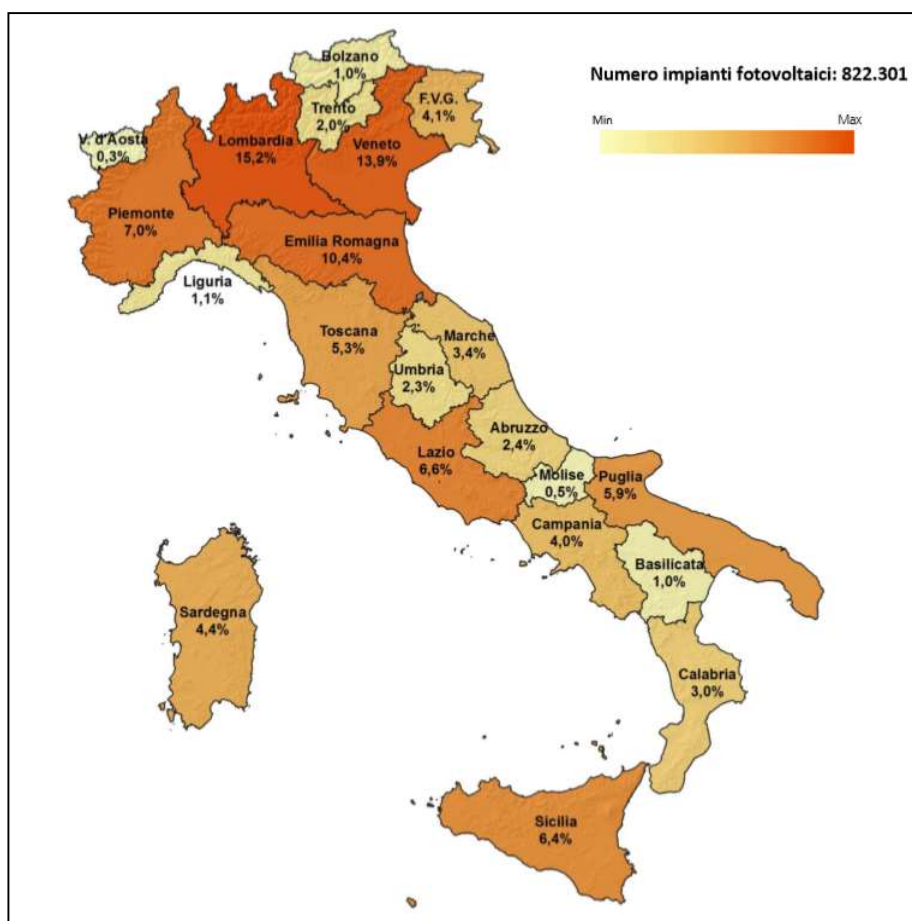 Numero impianti fotovoltaici: 822.301
Min
Max
Bolzano
1,0%
Trento
2,0%
F.V.G.
4,1%
V. d'Aosta
0,3%
Lombardia
15,2%
Veneto
13,9%
Piemonte
7,0%
Emilia Romagna
10,4%
Liguria
1,1%
Toscana
5,3%
Marche
3,4%
Umbria
2,3%
Abruzzo
2,4%
Lazio
6,6%
Molise
0,5%
Puglia
5,9%
Campania
4,0%
Basilicata
1,0%
Sardegna
4,4%
Calabria
3,0%
Sicilia
6,4%